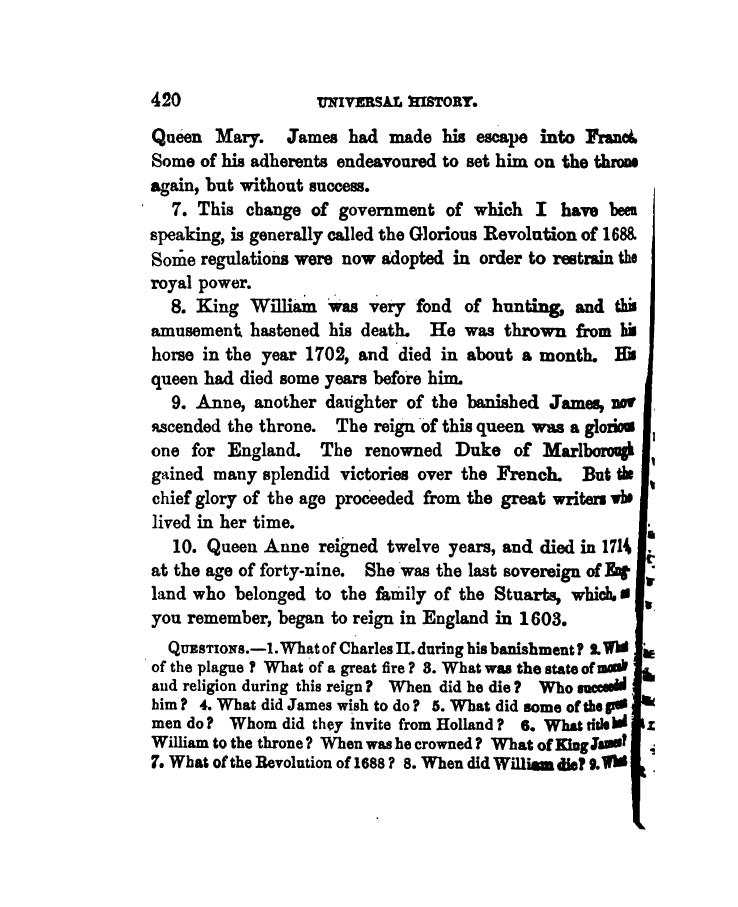 420 UNIVERSAL HISTORY.
Queen Mary. James had made his escape into France.
Some of his adherents endeavoured to set him on the throne
again, but without success.
7. This change of government of which I have been
speaking, is generally called the Glorious Revolution of 1688.
Some regulations were now adopted in order to restrain the
royal power.
8. King William was very fond of hunting, and this
amusement hastened his death. He was thrown from his
horse in the year 1702, and died in about a month. His
queen had died some years before him.
9. Anne, another daughter of the banished James, now
ascended the throne. The reign of this queen was a glorious
one for England. The renowned Duke of Marlborough
gained many splendid victories over the French. But the
chief glory of the age proceeded from the great writers who
lived in her time.
10. Queen Anne reigned twelve years, and died in 1714,
at the age of forty-nine. She was the last sovereign of Eng-
land who belonged to the family of the Stuarts, which, as
you remember, began to reign in England in 1603.
QUESTIONS.—1. What of Charles II. during his banishment? 2. What
of the plague? What of a great fire? 3. What was the state of morals
and religion during this reign? When did he die? Who succeeded
him? 4. What did James wish to do? 5. What did some of the great
men do? Whom did they invite from Holland? 6. What title had
William to the throne? When was he crowned? What of King James?
7. What of the Revolution of 1688? 8. When did William die? 9. What